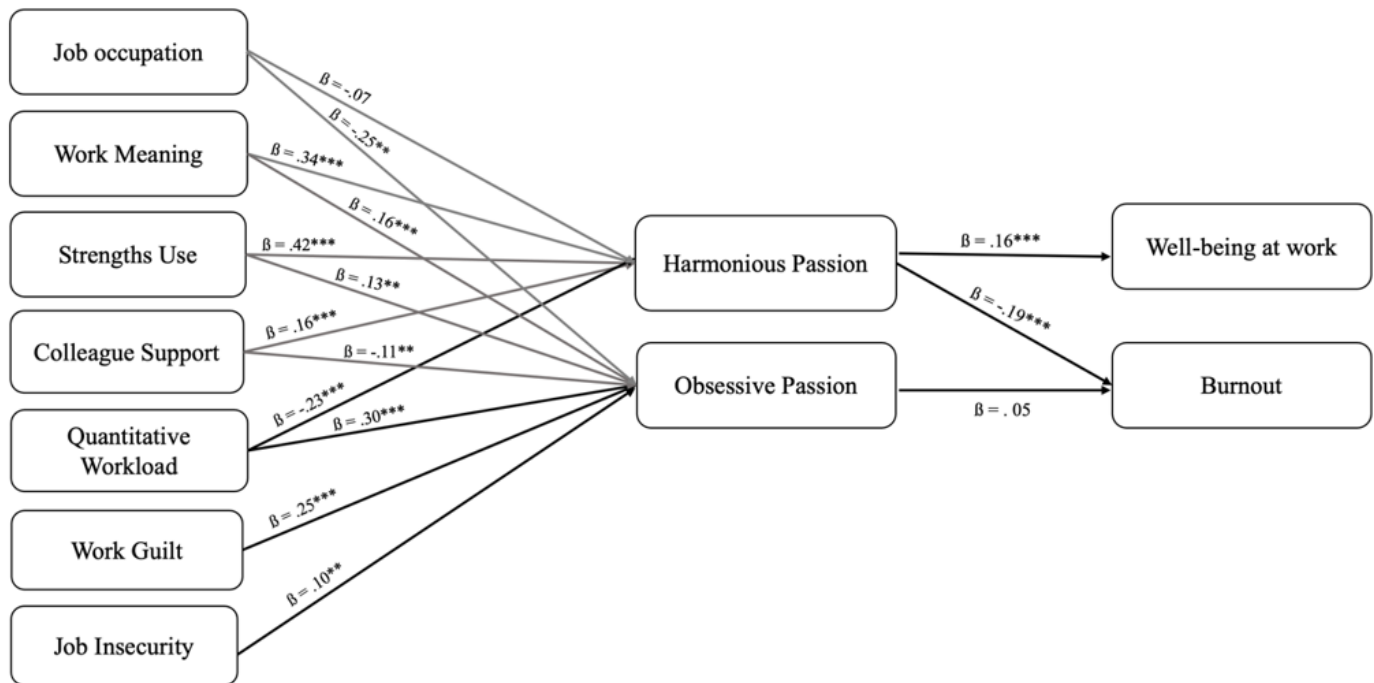 Job occupation
ß = -.07
ß = -.25**
Work Meaning
ß = .34***
ß = .16***
Strengths Use
ß = .42***
ß = .13**
Colleague Support
ß = .16***
ß = -.11**
Quantitative
Workload
ß = -.23***
ß = .30***
Work Guilt
ß = .25***
Job Insecurity
ß = .10**
Harmonious Passion
Obsessive Passion
ß = .16***
ß = -.19***
ß = . 05
Well-being at work
Burnout